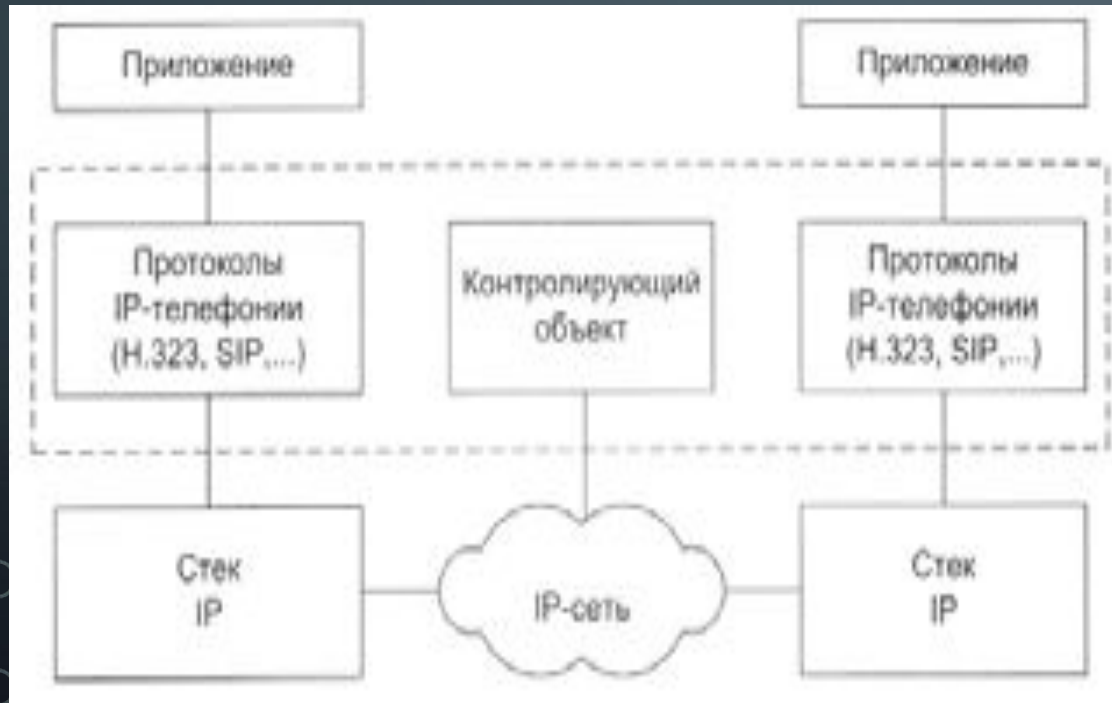 Приложение
Приложение
Протоколы
IP-телефонии
(H.323, SIP,...)
Контролирующий
объект
Протоколы
IP-телефонии
(H.323, SIP,...)
Стек
IP
IP-сеть
Стек
IP